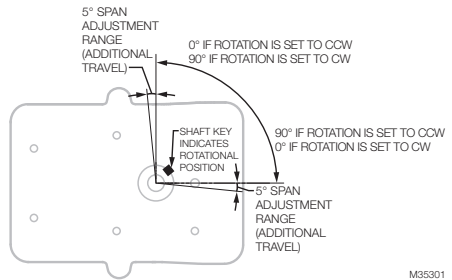 5° SPAN
ADJUSTMENT
RANGE
(ADDITIONAL
TRAVEL)
0° IF ROTATION IS SET TO CCW
90° IF ROTATION IS SET TO CW
SHAFT KEY
INDICATES
ROTATIONAL
POSITION
90° IF ROTATION IS SET TO CCW
0° IF ROTATION IS SET TO CW
5° SPAN
ADJUSTMENT
RANGE
(ADDITIONAL
TRAVEL)
M35301